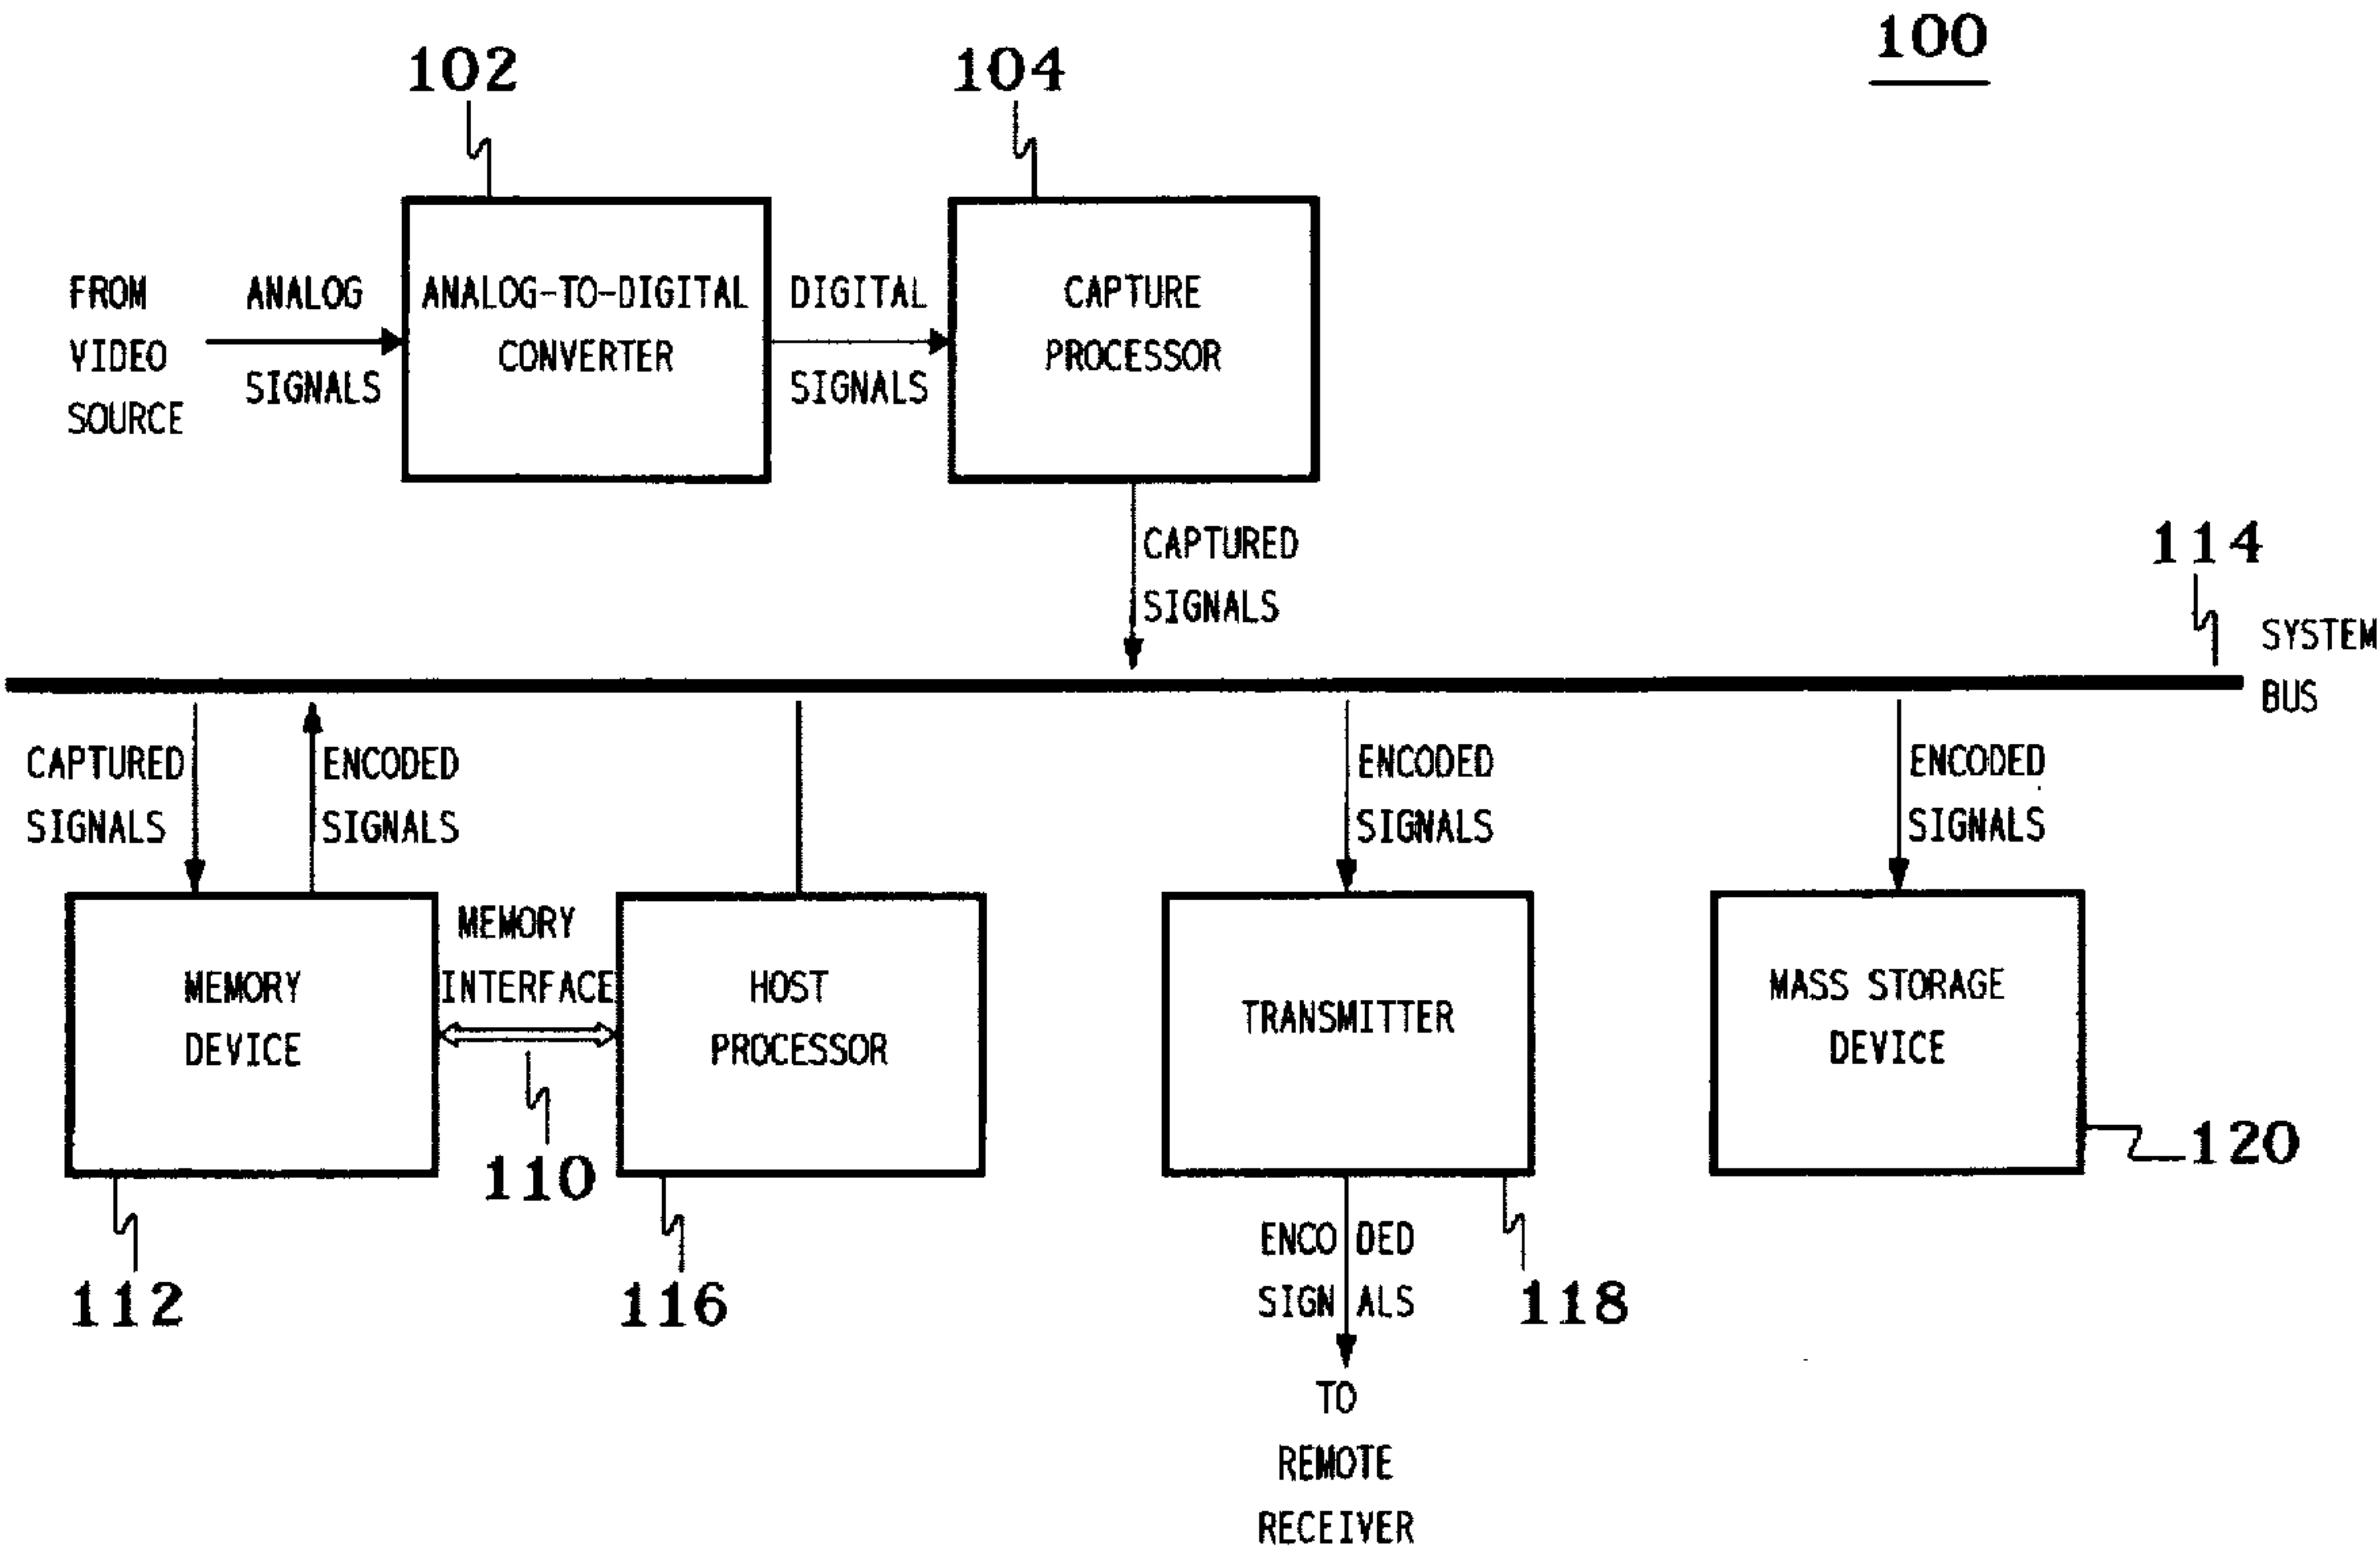 100
102
104
FROM
VIDEO
SOURCE
ANALOG
SIGNALS
ANALOG-TO-DIGITAL
CONVERTER
DIGITAL
SIGNALS
CAPTURE
PROCESSOR
CAPTURED
SIGNALS
114
SYSTEM
BUS
CAPTURED
SIGNALS
ENCODED
SIGNALS
ENCODED
SIGNALS
ENCODED
SIGNALS
MEMORY
DEVICE
MEMORY
INTERFACE
HOST
PROCESSOR
TRANSMITTER
MASS STORAGE
DEVICE
110
120
112
116
ENCODED
SIGNALS
118
TO
REMOTE
RECEIVER